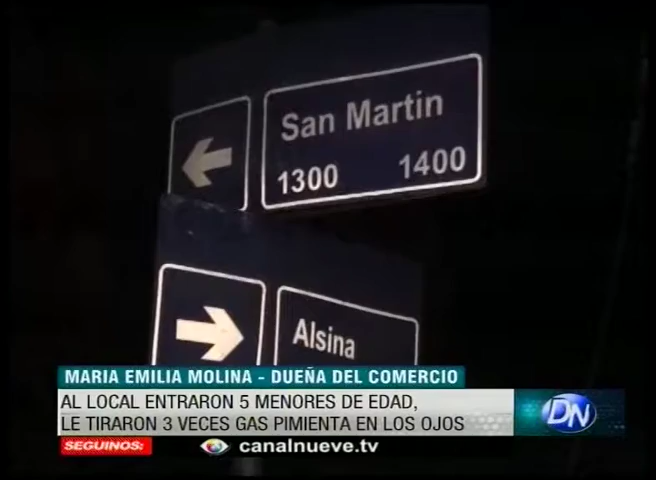 San Martin
1300 1400
Alsina
MARIA EMILIA MOLINA - DUEÑA DEL COMERCIO
AL LOCAL ENTRARON 5 MENORES DE EDAD,
LE TIRARON 3 VECES GAS PIMIENTA EN LOS OJOS
DN
SEGUINOS: canalnueve.tv